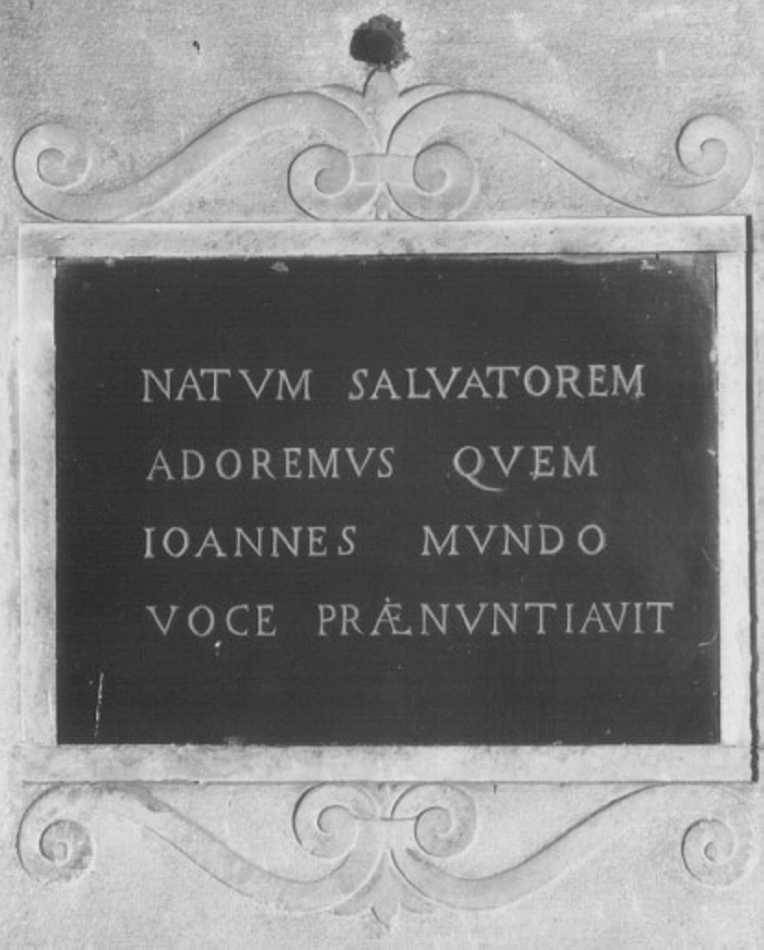 NATVM SALVATOREM
ADOREMVS QVEM
IOANNES MVNDO
VOCE PRÆNVNTIAVIT